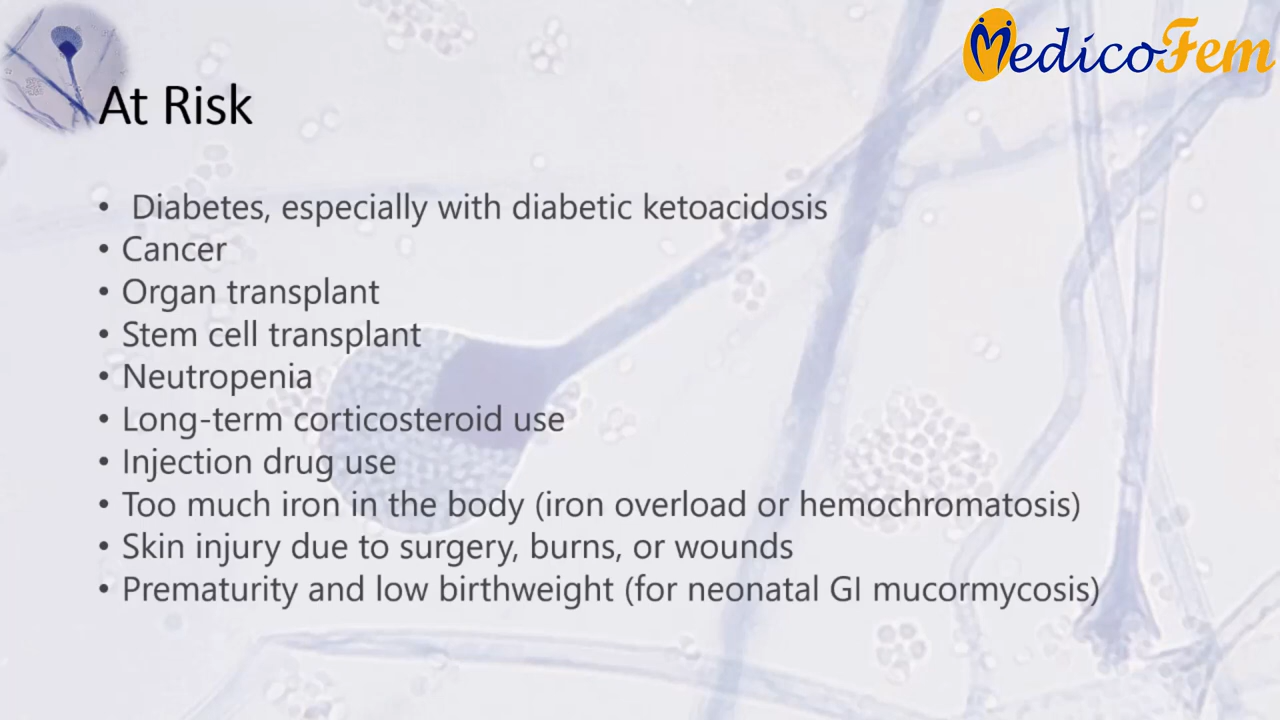 MedicoFem
At Risk
• Diabetes, especially with diabetic ketoacidosis
• Cancer
• Organ transplant
• Stem cell transplant
• Neutropenia
• Long-term corticosteroid use
• Injection drug use
• Too much iron in the body (iron overload or hemochromatosis)
• Skin injury due to surgery, burns, or wounds
• Prematurity and low birthweight (for neonatal GI mucormycosis)